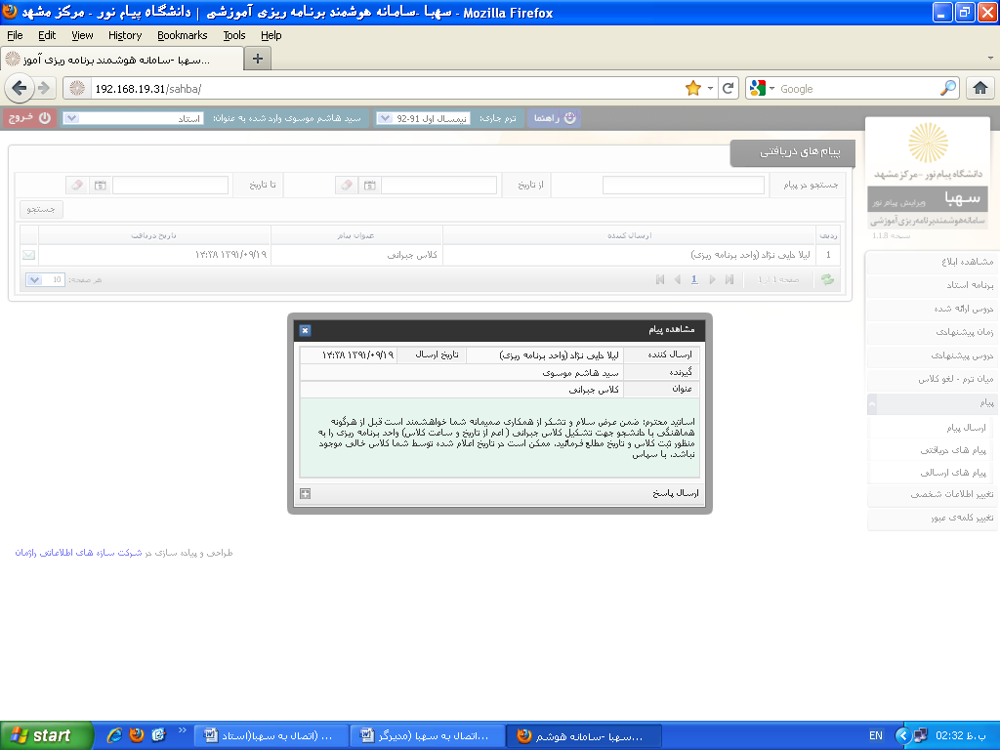 سهبا -سامانه هوشمند برنامه ریزی آموزشی | دانشگاه پیام نور - مرکز مشهد - Mozilla Firefox
File Edit View History Bookmarks Tools Help
سهبا -سامانه هوشمند برنامه ریزی آموز...
192.168.19.31/sahba/
Google
خروج
استاد
سید هاشم موسوی وارد شده به عنوان:
نیمسال اول 91-92
ترم جاری:
راهنما
دانشگاه پیام نور -مرکز مشهد
سهبا ویرایش پیام نور
سامانه هوشمند برنامه ریزی آموزشی
نسخه 1.1.8
پیام های دریافتی
جستجو در پیام
از تاریخ
تا تاریخ
جستجو
ردیف ارسال کننده عنوان پیام تاریخ دریافت
1 لیلا دایی نژاد (واحد برنامه ریزی) کلاس جبرانی ۱۳۹۱/۰۹/۱۹ ۱۴:۳۸
صفحه 1 / 1
1
هر صفحه: 10
مشاهده ابلاغ
برنامه استاد
دروس ارائه شده
زمان پیشنهادی
دروس پیشنهادی
میان ترم - لغو کلاس
پیام
ارسال پیام
پیام های دریافتی
پیام های ارسالی
تغییر اطلاعات شخصی
تغییر کلمه‌ی عبور
مشاهده پیام
ارسال کننده لیلا دایی نژاد (واحد برنامه ریزی) تاریخ ارسال ۱۳۹۱/۰۹/۱۹ ۱۴:۳۸
گیرنده سید هاشم موسوی
عنوان کلاس جبرانی
اساتید محترم: ضمن عرض سلام و تشکر از همکاری صمیمانه شما خواهشمند است قبل از هرگونه
هماهنگی با دانشجو جهت تشکیل کلاس جبرانی ( اعم از تاریخ و ساعت کلاس) واحد برنامه ریزی را به
منظور ثبت کلاس و تاریخ مطلع فرمائید، ممکن است در تاریخ اعلام شده توسط شما کلاس خالی موجود
نباشد. با سپاس
ارسال پاسخ
طراحی و پیاده سازی در شرکت سازه های اطلاعاتی راژمان
start
اتصال به سهبا(استاد) ...
اتصال به سهبا (مدیرگر...
سهبا -سامانه هوشم...
EN
02:32 ب.ظ